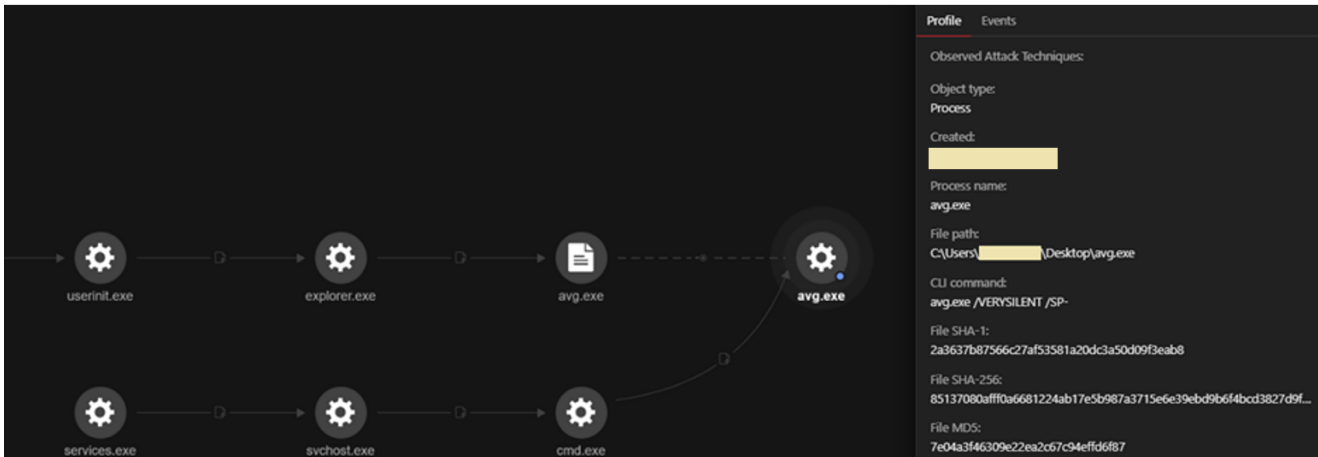 Profile Events
Observed Attack Techniques:
Object type:
Process
Created:
Process name:
avg.exe
File path:
C:\Users\ \Desktop\avg.exe
CLI command:
avg.exe /VERYSILENT /SP-
File SHA-1:
2a3637b87566c27af53581a20dc3a50d09f3eab8
File SHA-256:
85137080afff0a6681224ab17e5b987a3715e6e39ebd9b6f4bcd3827d9f...
File MD5:
7e04a3f46309e22ea2c67c94effd6f87
userinit.exe
explorer.exe
avg.exe
avg.exe
services.exe
svchost.exe
cmd.exe